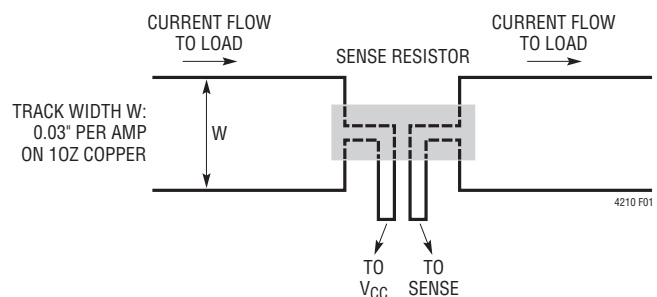 CURRENT FLOW
TO LOAD
CURRENT FLOW
TO LOAD
SENSE RESISTOR
TRACK WIDTH W:
0.03" PER AMP
ON 1OZ COPPER
W
4210 F01
TO
VCC
TO
SENSE